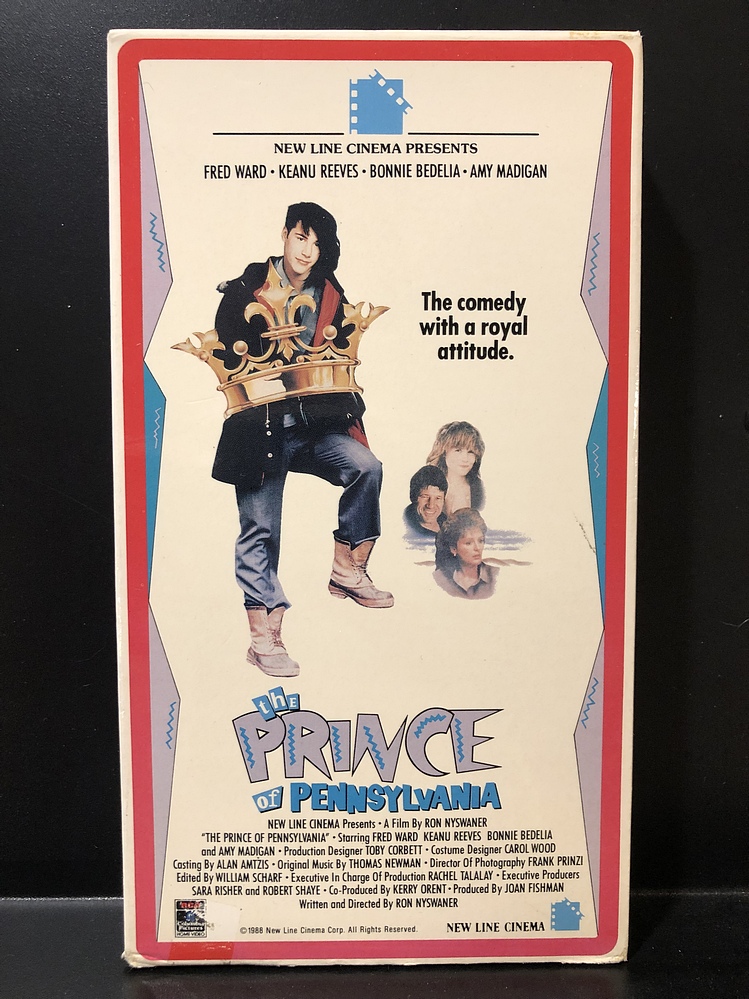 NEW LINE CINEMA PRESENTS
FRED WARD • KEANU REEVES • BONNIE BEDELIA • AMY MADIGAN
The comedy
with a royal
attitude.
the
PRINCE
of PENNSYLVANIA
NEW LINE CINEMA Presents • A Film By RON NYSWANER
"THE PRINCE OF PENNSYLVANIA" • Starring FRED WARD KEANU REEVES BONNIE BEDELIA
and AMY MADIGAN • Production Designer TOBY CORBETT • Costume Designer CAROL WOOD
Casting By ALAN AMTZIS • Original Music By THOMAS NEWMAN • Director Of Photography FRANK PRINZI
Edited By WILLIAM SCHARF • Executive In Charge Of Production RACHEL TALALAY • Executive Producers
SARA RISHER and ROBERT SHAYE • Co-Produced By KERRY ORENT • Produced By JOAN FISHMAN
Written and Directed By RON NYSWANER
RCA
Columbia
Pictures
HOME VIDEO
©1988 New Line Cinema Corp. All Rights Reserved.
NEW LINE CINEMA